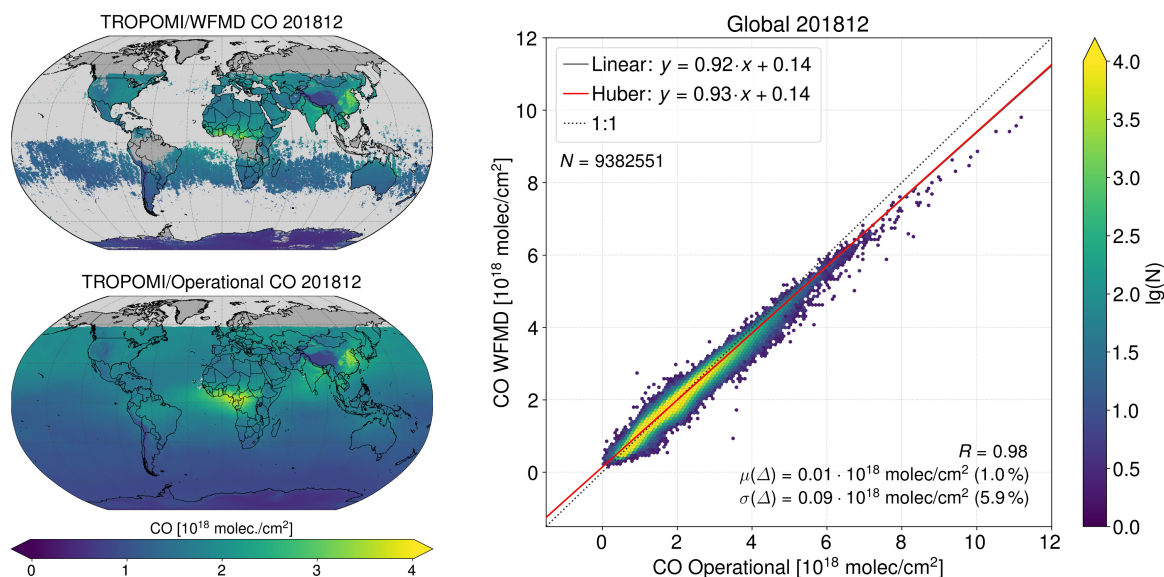 TROPOMI/WFMD CO 201812
TROPOMI/Operational CO 201812
CO [10¹⁸ molec./cm²]
0 1 2 3 4
Global 201812
Linear: y = 0.92·x + 0.14
Huber: y = 0.93·x + 0.14
1:1
N = 9382551
R = 0.98
μ(Δ) = 0.01 · 10¹⁸ molec/cm² (1.0 %)
σ(Δ) = 0.09 · 10¹⁸ molec/cm² (5.9 %)
CO WFMD [10¹⁸ molec/cm²]
12
10
8
6
4
2
0
0 2 4 6 8 10 12
CO Operational [10¹⁸ molec/cm²]
4.0
3.5
3.0
2.5
2.0
1.5
1.0
0.5
0.0
lg(N)